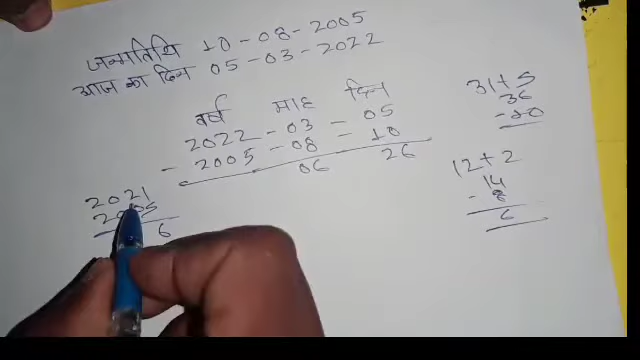 जन्मतिथि 10-08-2005
आज का दिन 05-03-2022
वर्ष माह दिन
2022 - 03 - 05
- 2005 - 08 - 10
06 26
31+5
36
-10
12+2
14
- 8
6
2021
2005
6